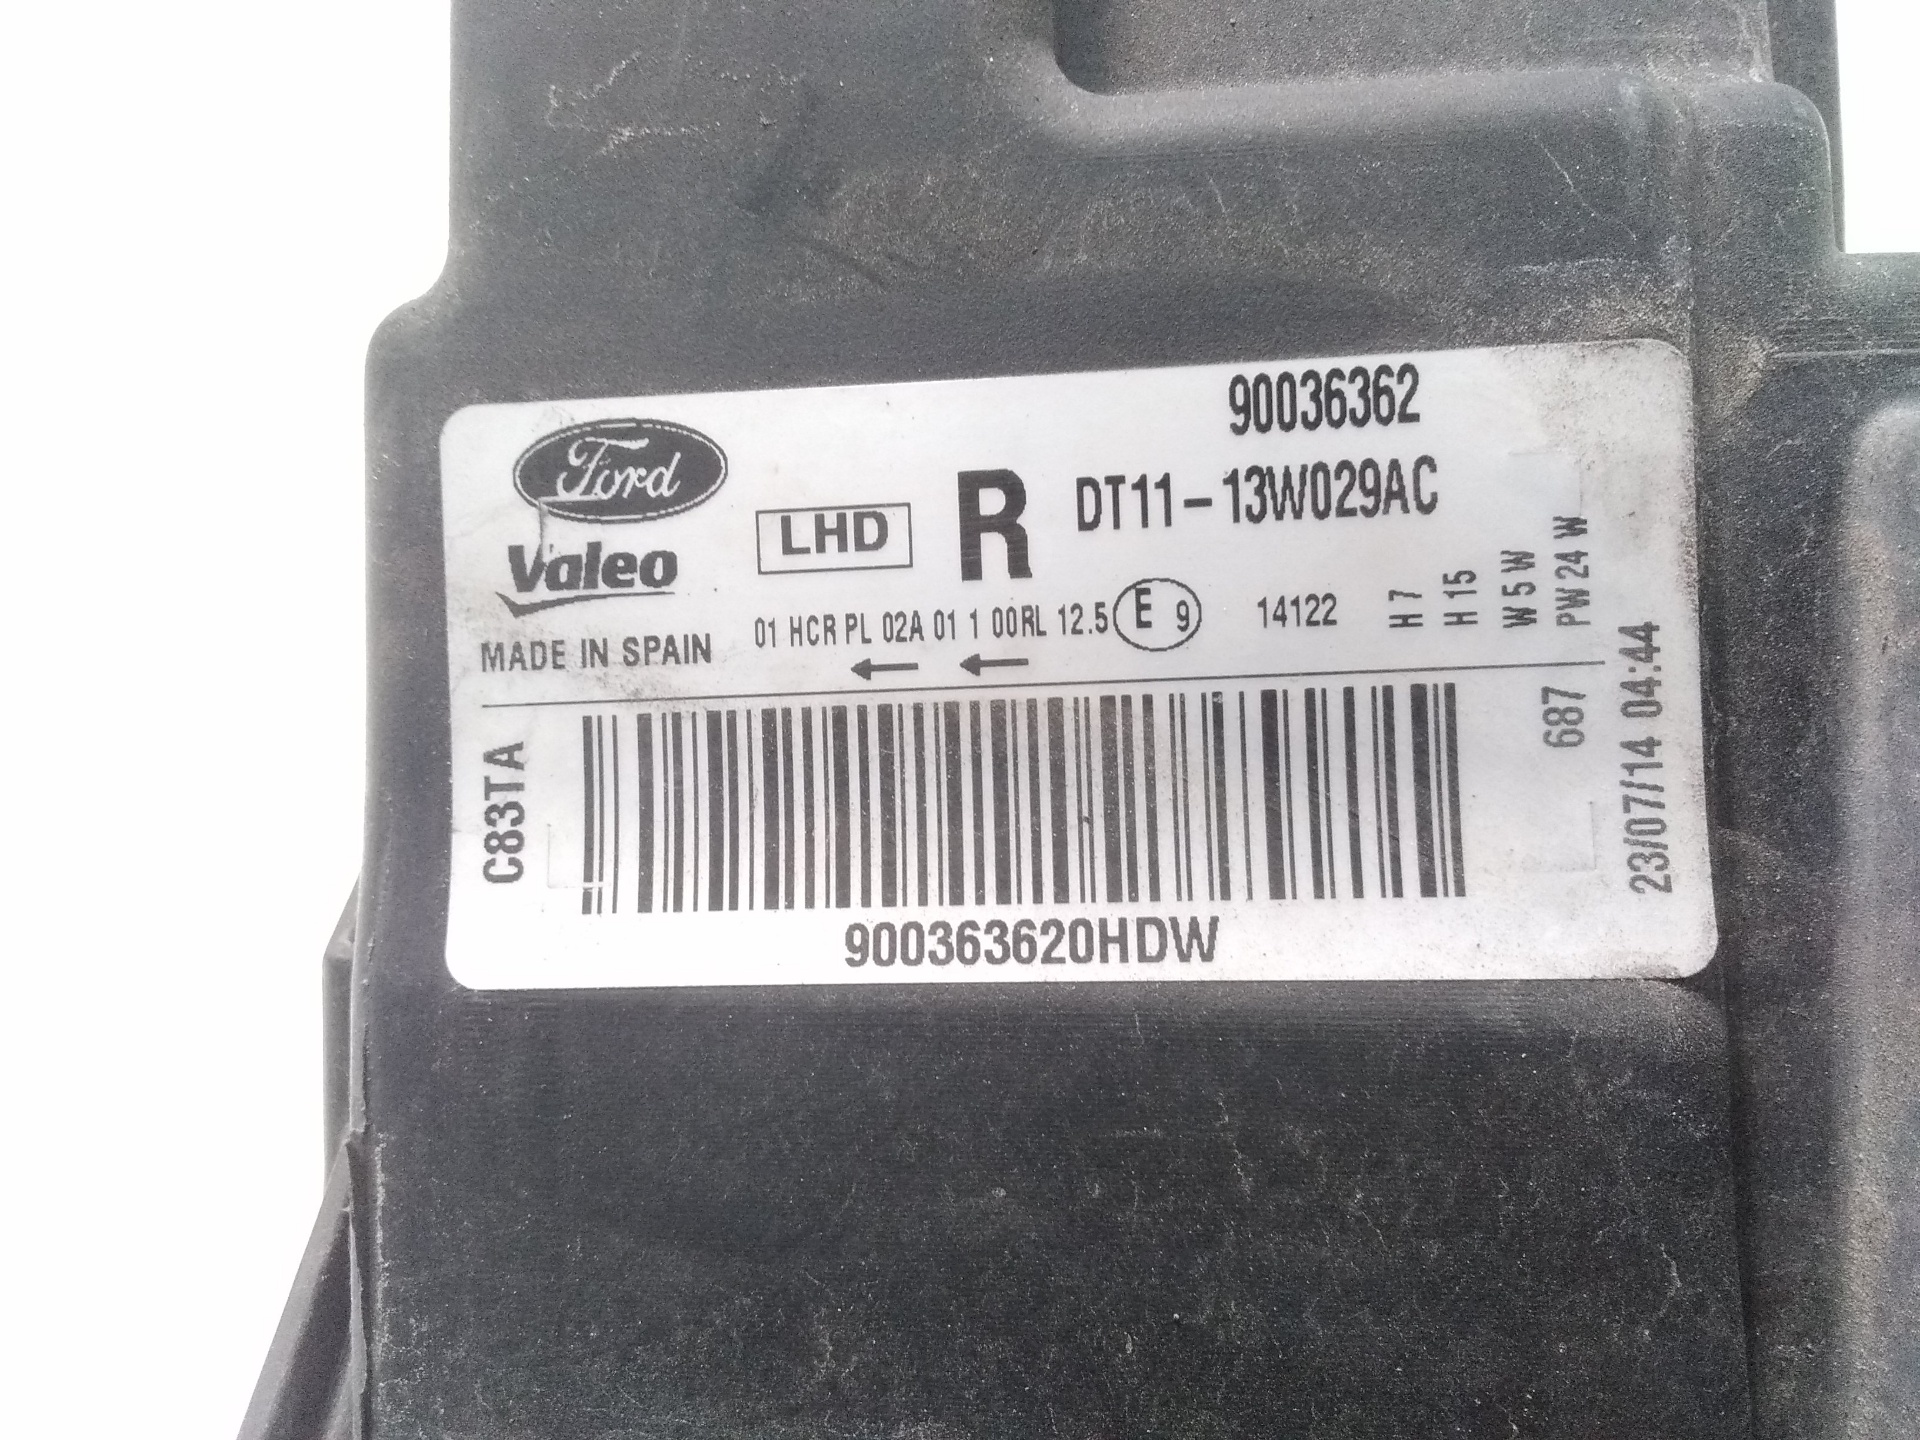 90036362
Ford
LHD R DT11-13W029AC
Valeo
MADE IN SPAIN
01 HCR PL 02A 01 1 00RL 12.5 E 9 14122
H 7
H 15
W 5 W
PW 24 W
C83TA
687
23/07/14 04:44
900363620HDW